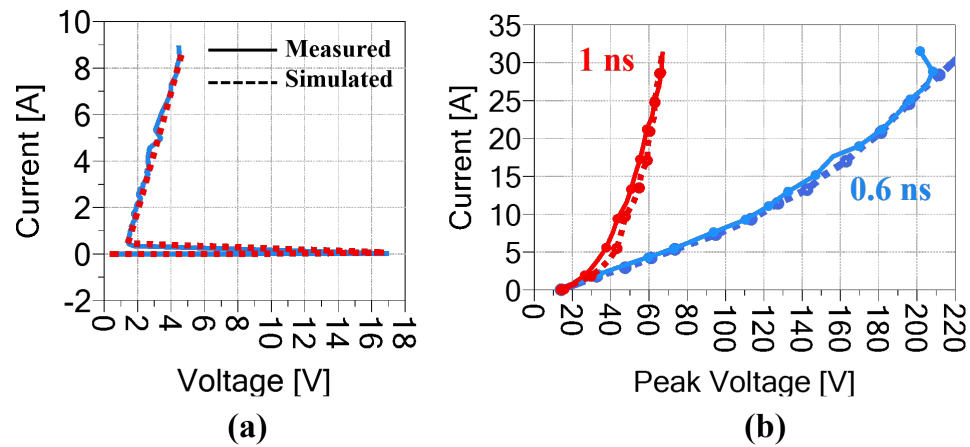 10
8
6
4
2
0
-2
Current [A]
Measured
Simulated
0 2 4 6 8 10 12 14 16 18
Voltage [V]
(a)
35
30
25
20
15
10
5
0
Current [A]
1 ns
0.6 ns
0 20 40 60 80 100 120 140 160 180 200 220
Peak Voltage [V]
(b)